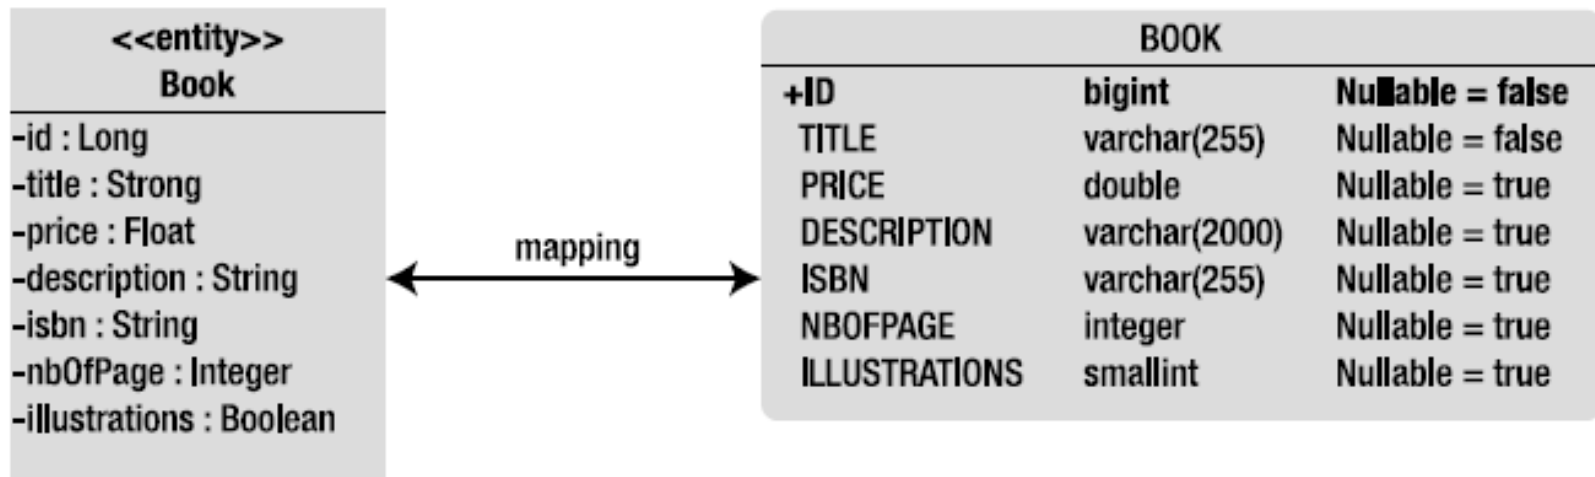 <<entity>>
Book
-id : Long
-title : Strong
-price : Float
-description : String
-isbn : String
-nbOfPage : Integer
-illustrations : Boolean
mapping
BOOK
+ID bigint Nullable = false
TITLE varchar(255) Nullable = false
PRICE double Nullable = true
DESCRIPTION varchar(2000) Nullable = true
ISBN varchar(255) Nullable = true
NBOFPAGE integer Nullable = true
ILLUSTRATIONS smallint Nullable = true